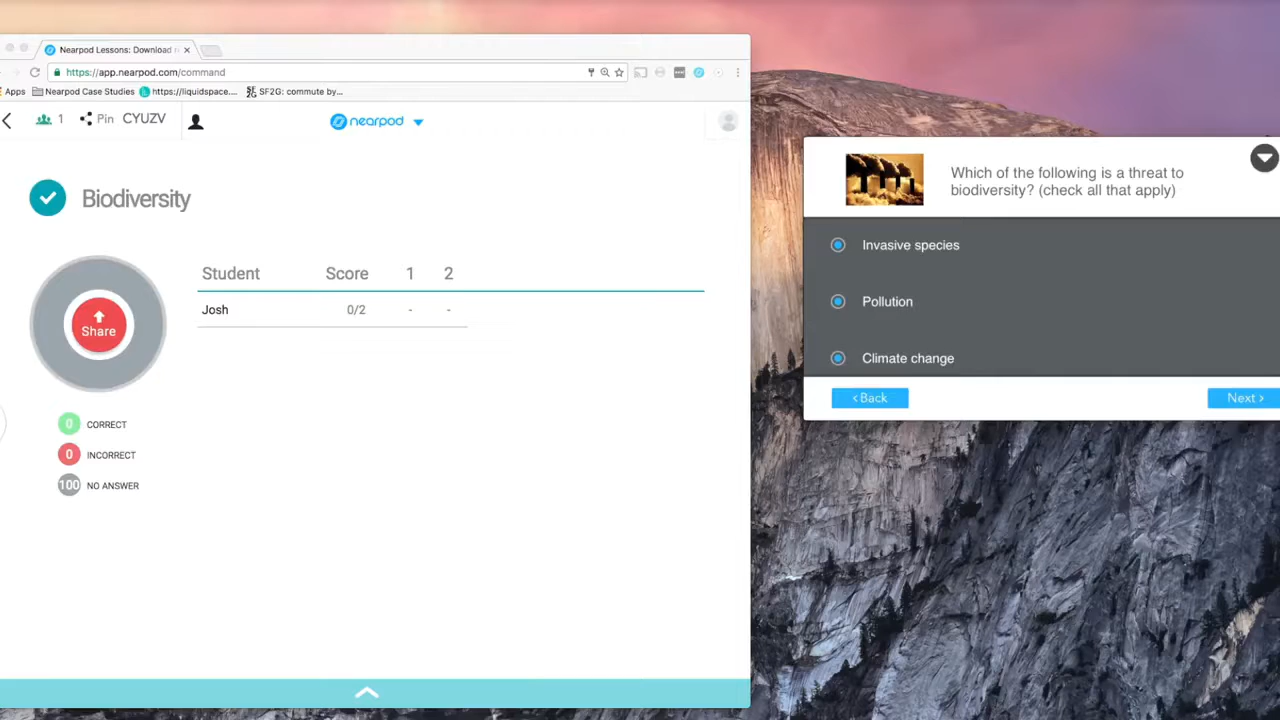 Nearpod Lessons: Download
https://app.nearpod.com/command
Apps Nearpod Case Studies https://liquidspace.... SF2G: commute by...
1 Pin CYUZV nearpod
Biodiversity
Student Score 1 2
Josh 0/2 - -
Share
0 CORRECT
0 INCORRECT
100 NO ANSWER
Which of the following is a threat to
biodiversity? (check all that apply)
Invasive species
Pollution
Climate change
< Back Next >